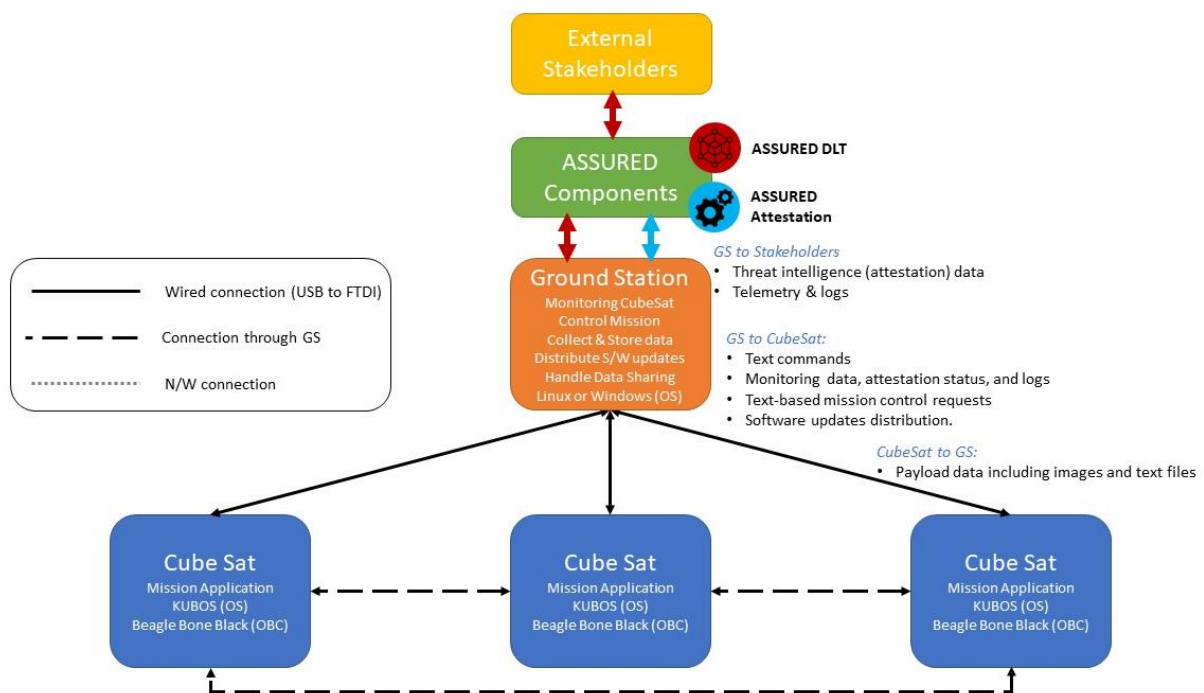 External
Stakeholders
ASSURED
Components
ASSURED DLT
ASSURED
Attestation
GS to Stakeholders
• Threat intelligence (attestation) data
• Telemetry & logs
Wired connection (USB to FTDI)
Connection through GS
N/W connection
Ground Station
Monitoring CubeSat
Control Mission
Collect & Store data
Distribute S/W updates
Handle Data Sharing
Linux or Windows (OS)
GS to CubeSat:
• Text commands
• Monitoring data, attestation status, and logs
• Text-based mission control requests
• Software updates distribution.
CubeSat to GS:
• Payload data including images and text files
Cube Sat
Mission Application
KUBOS (OS)
Beagle Bone Black (OBC)
Cube Sat
Mission Application
KUBOS (OS)
Beagle Bone Black (OBC)
Cube Sat
Mission Application
KUBOS (OS)
Beagle Bone Black (OBC)